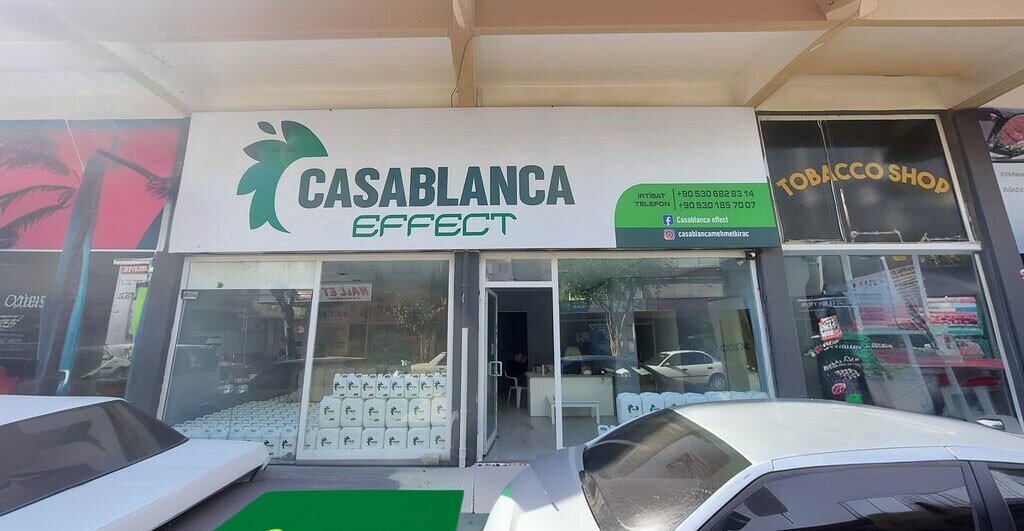 CASABLANCA
EFFECT
İRTİBAT
TELEFON
+90 530 682 83 14
+90 530 185 70 07
Casablanca effect
casablancamehmetkirac
TOBACCO SHOP